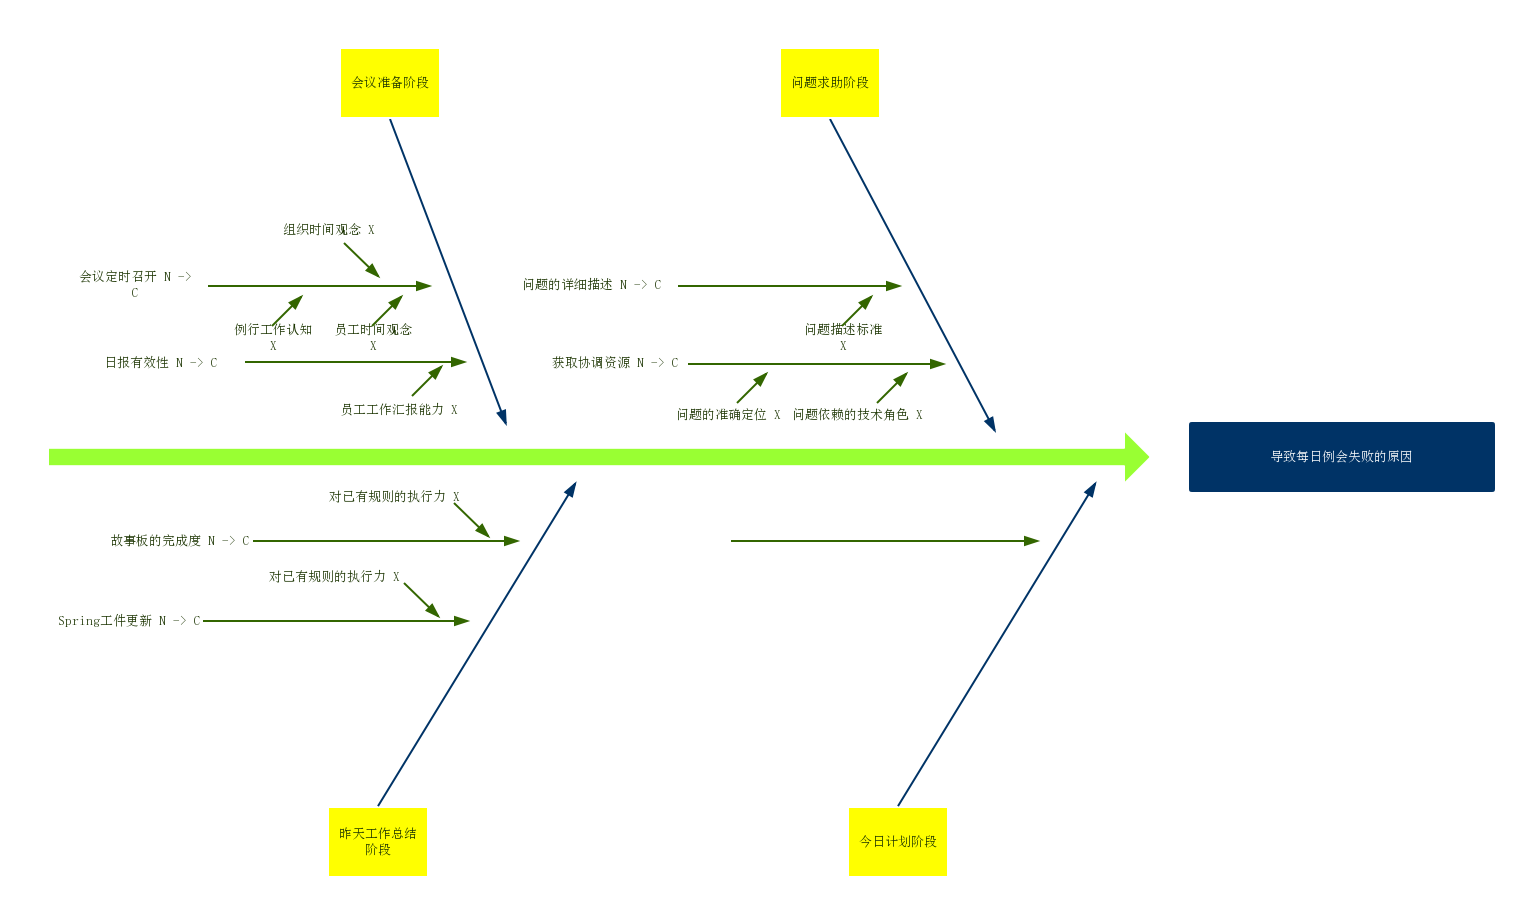 会议准备阶段
问题求助阶段
组织时间观念 X
会议定时召开 N ->
C
问题的详细描述 N -> C
例行工作认知
X
员工时间观念
X
问题描述标准
X
日报有效性 N -> C
获取协调资源 N -> C
员工工作汇报能力 X
问题的准确定位 X
问题依赖的技术角色 X
导致每日例会失败的原因
对已有规则的执行力 X
故事板的完成度 N -> C
对已有规则的执行力 X
Spring工件更新 N -> C
昨天工作总结
阶段
今日计划阶段